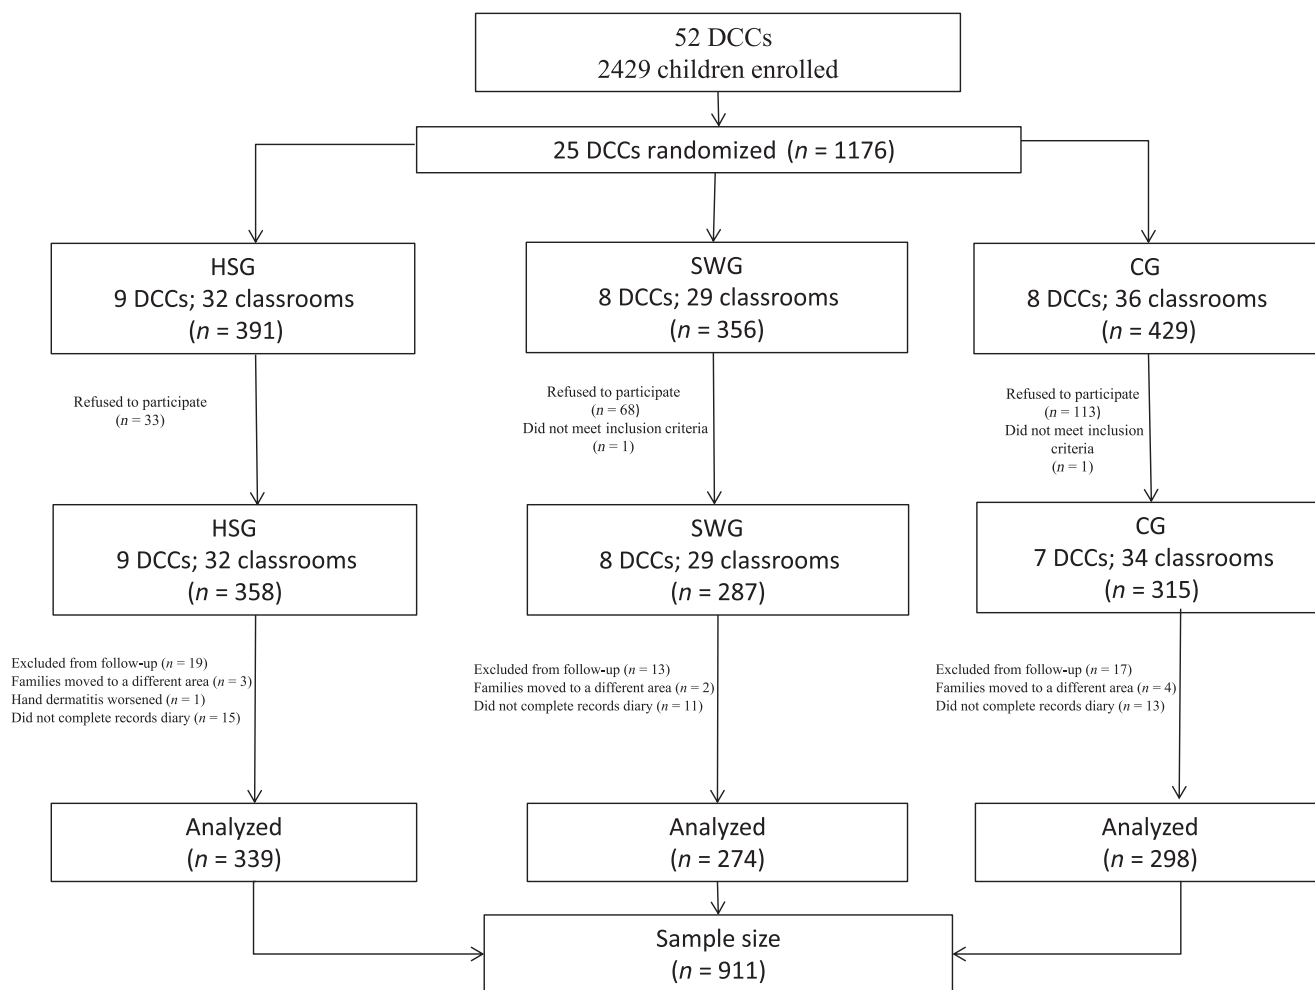 52 DCCs
2429 children enrolled
25 DCCs randomized (n = 1176)
HSG
9 DCCs; 32 classrooms
(n = 391)
SWG
8 DCCs; 29 classrooms
(n = 356)
CG
8 DCCs; 36 classrooms
(n = 429)
Refused to participate
(n = 33)
Refused to participate
(n = 68)
Did not meet inclusion criteria
(n = 1)
Refused to participate
(n = 113)
Did not meet inclusion
criteria
(n = 1)
HSG
9 DCCs; 32 classrooms
(n = 358)
SWG
8 DCCs; 29 classrooms
(n = 287)
CG
7 DCCs; 34 classrooms
(n = 315)
Excluded from follow-up (n = 19)
Families moved to a different area (n = 3)
Hand dermatitis worsened (n = 1)
Did not complete records diary (n = 15)
Excluded from follow-up (n = 13)
Families moved to a different area (n = 2)
Did not complete records diary (n = 11)
Excluded from follow-up (n = 17)
Families moved to a different area (n = 4)
Did not complete records diary (n = 13)
Analyzed
(n = 339)
Analyzed
(n = 274)
Analyzed
(n = 298)
Sample size
(n = 911)